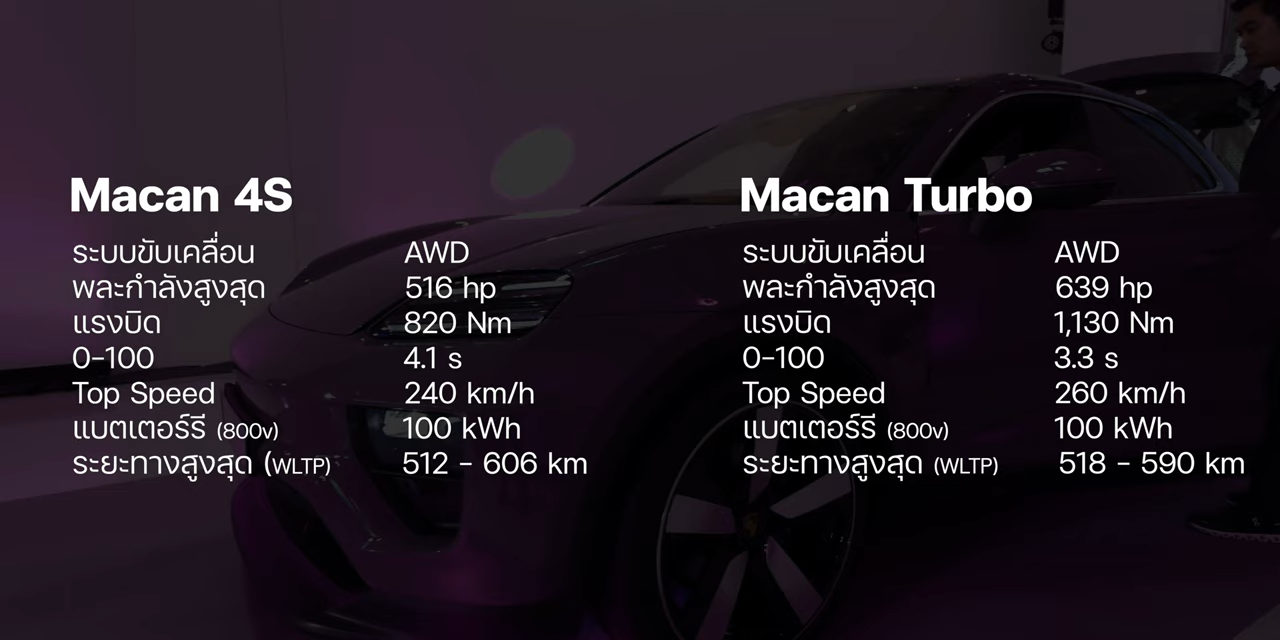 Macan 4S
ระบบขับเคลื่อน AWD
พละกำลังสูงสุด 516 hp
แรงบิด 820 Nm
0-100 4.1 s
Top Speed 240 km/h
แบตเตอร์รี (800v) 100 kWh
ระยะทางสูงสุด (WLTP) 512 - 606 km
Macan Turbo
ระบบขับเคลื่อน AWD
พละกำลังสูงสุด 639 hp
แรงบิด 1,130 Nm
0-100 3.3 s
Top Speed 260 km/h
แบตเตอร์รี (800v) 100 kWh
ระยะทางสูงสุด (WLTP) 518 - 590 km